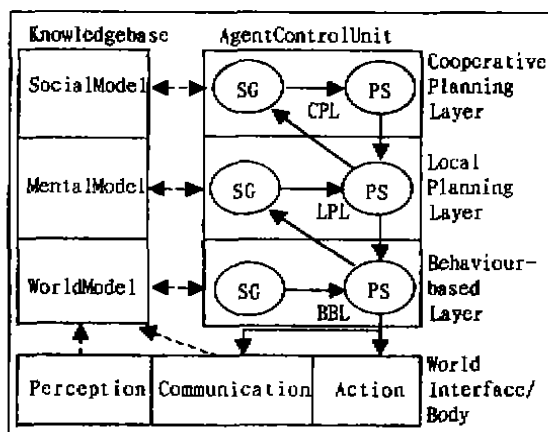 Knowledgebase
AgentControlUnit
SocialModel
SG
CPL
PS
Cooperative
Planning
Layer
MentalModel
SG
LPL
PS
Local
Planning
Layer
WorldModel
SG
BBL
PS
Behaviour-
based
Layer
Perception
Communication
Action
World
Interface/
Body